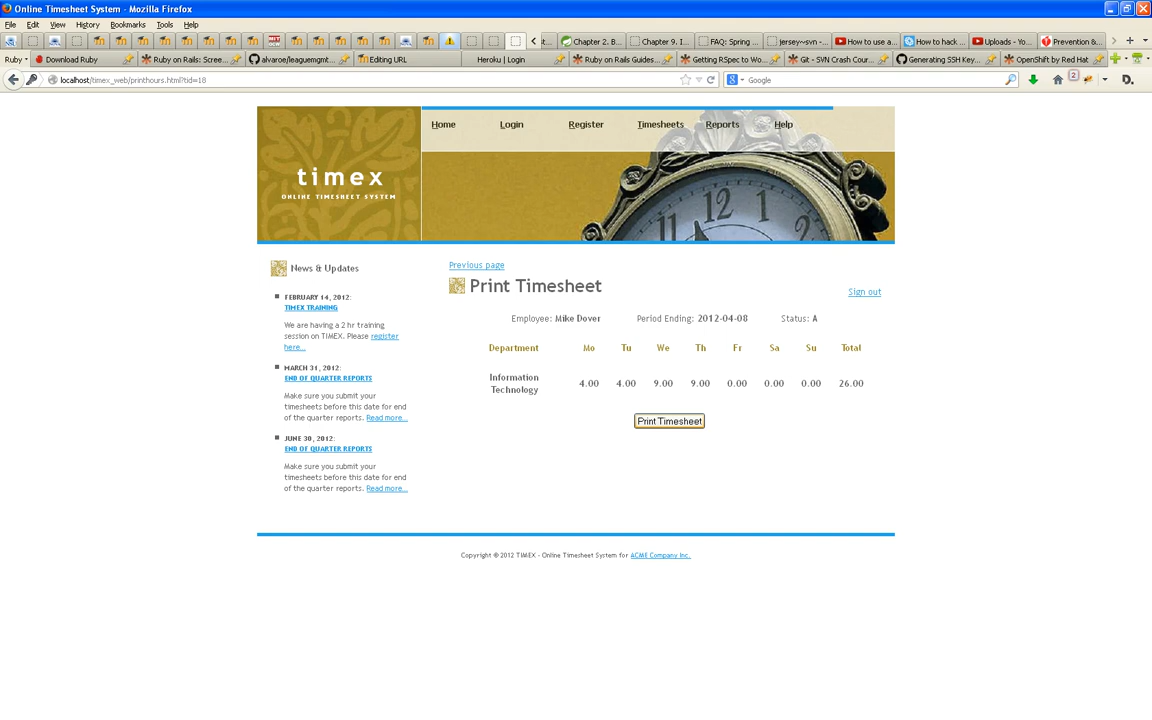 Online Timesheet System - Mozilla Firefox
File Edit View History Bookmarks Tools Help
Chapter 2. B... Chapter 9. I... FAQ: Spring ... jersey~svn -... How to use a... How to hack ... Uploads - Yo... Prevention &...
Ruby Download Ruby Ruby on Rails: Scree... alvaroe/leaguemgmt... Editing URL Heroku | Login Ruby on Rails Guides... Getting RSpec to Wo... Git - SVN Crash Cour... Generating SSH Key... OpenShift by Red Hat
localhost/timex_web/printhours.html?tid=18
Google
2
D.
Home Login Register Timesheets Reports Help
timex
ONLINE TIMESHEET SYSTEM
11 12 1
News & Updates
FEBRUARY 14, 2012:
TIMEX TRAINING
We are having a 2 hr training
session on TIMEX. Please register
here...
MARCH 31, 2012:
END OF QUARTER REPORTS
Make sure you submit your
timesheets before this date for end
of the quarter reports. Read more...
JUNE 30, 2012:
END OF QUARTER REPORTS
Make sure you submit your
timesheets before this date for end
of the quarter reports. Read more...
Previous page
Print Timesheet
Sign out
Employee: Mike Dover Period Ending: 2012-04-08 Status: A
Department Mo Tu We Th Fr Sa Su Total
Information
Technology 4.00 4.00 9.00 9.00 0.00 0.00 0.00 26.00
Print Timesheet
Copyright © 2012 TIMEX - Online Timesheet System for ACME Company Inc.